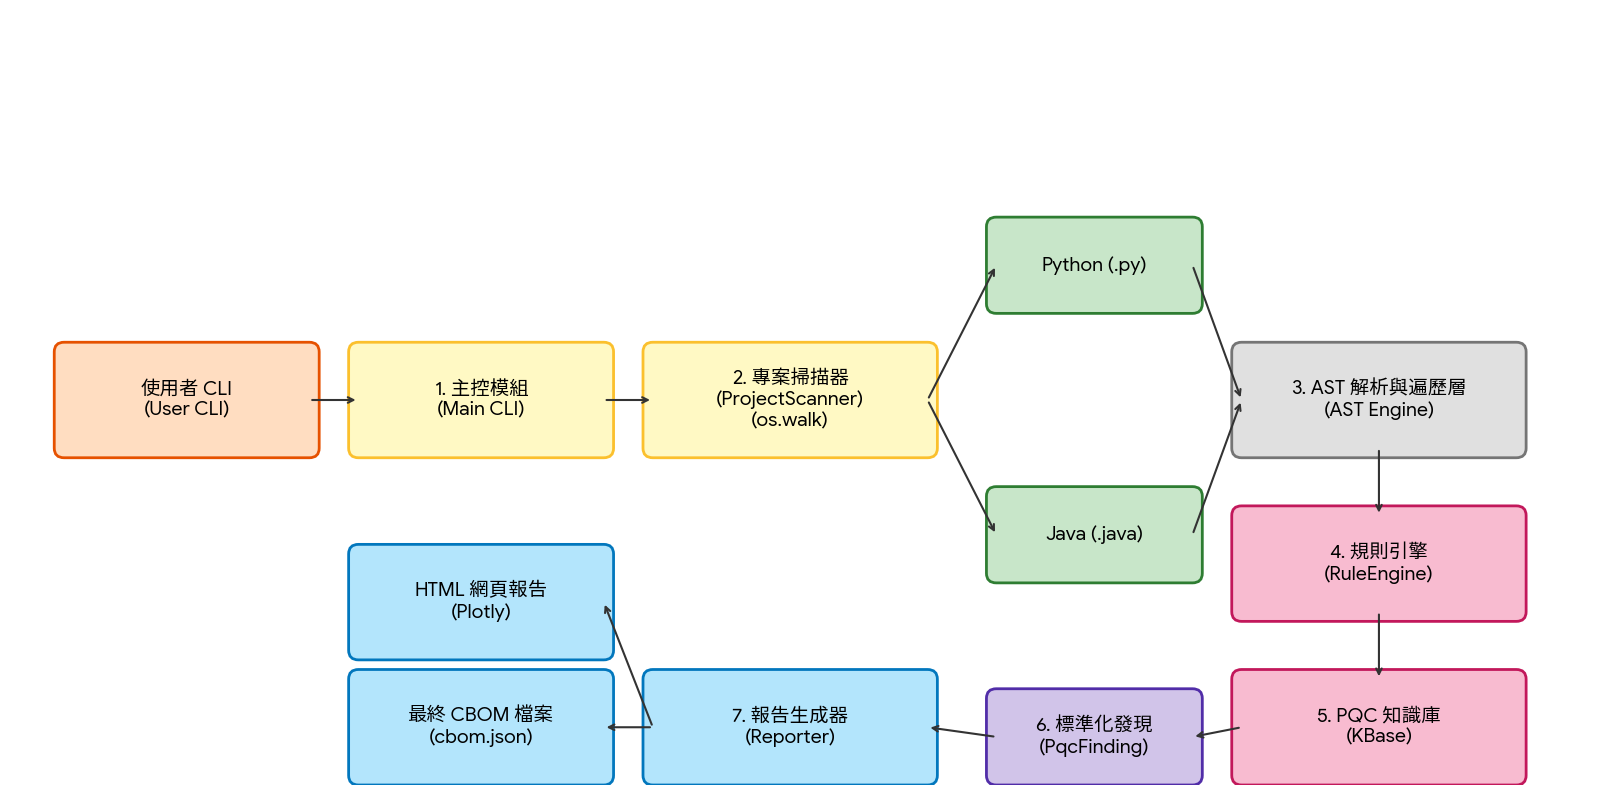 使用者 CLI
(User CLI)
1. 主控模組
(Main CLI)
2. 專案掃描器
(ProjectScanner)
(os.walk)
Python (.py)
Java (.java)
3. AST 解析與遍歷層
(AST Engine)
4. 規則引擎
(RuleEngine)
5. PQC 知識庫
(KBase)
6. 標準化發現
(PqcFinding)
7. 報告生成器
(Reporter)
HTML 網頁報告
(Plotly)
最終 CBOM 檔案
(cbom.json)